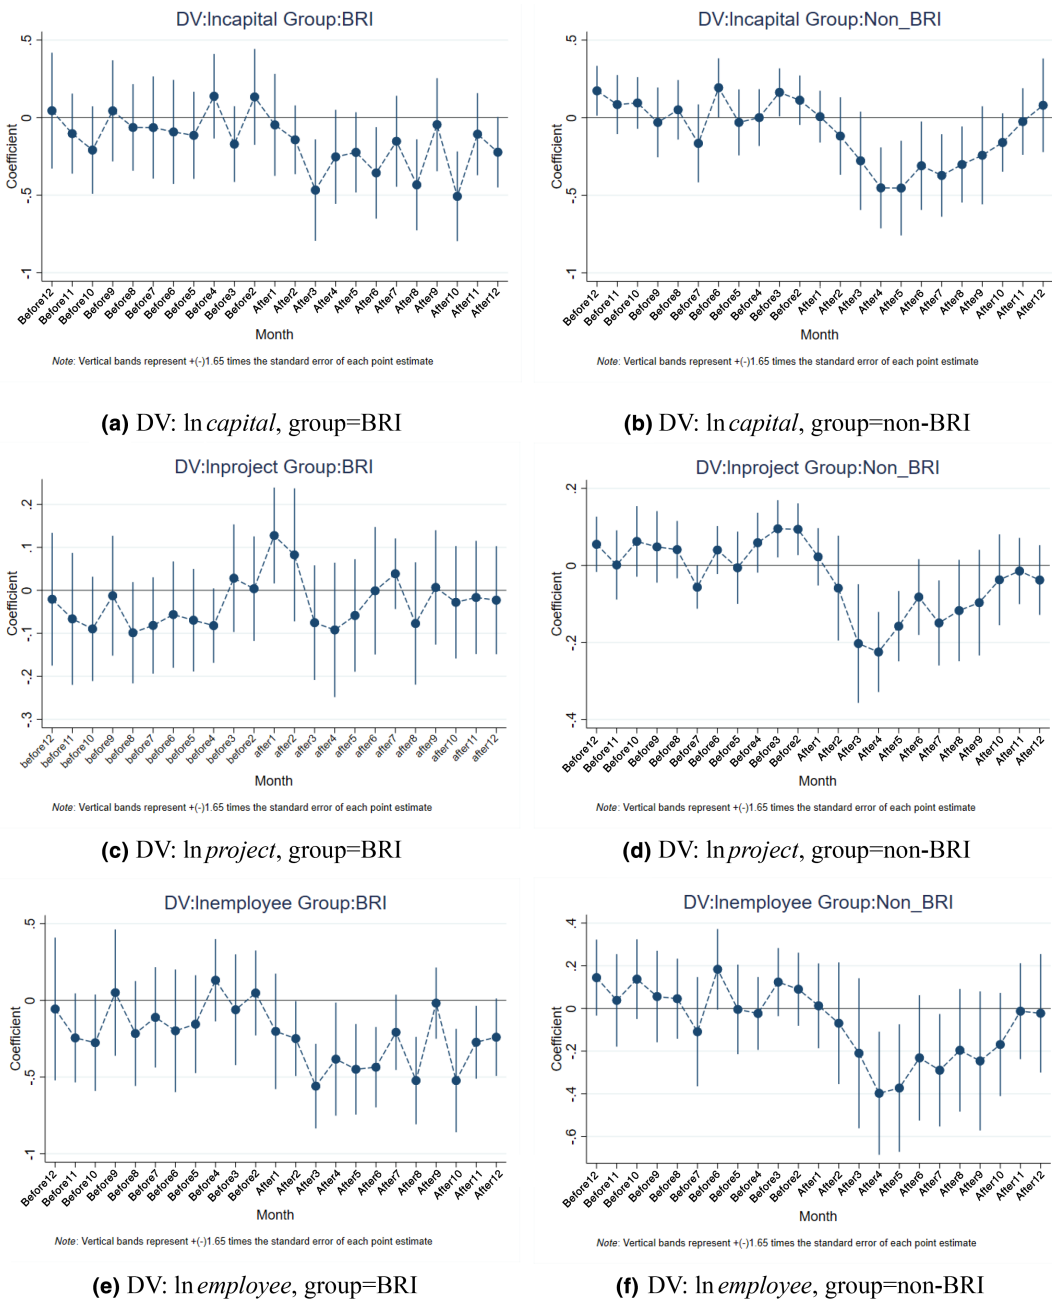 DV:lncapital Group:BRI
Coefficient
.5
0
-.5
-1
Before12 Before11 Before10 Before9 Before8 Before7 Before6 Before5 Before4 Before3 Before2 After1 After2 After3 After4 After5 After6 After7 After8 After9 After10 After11 After12
Month
Note: Vertical bands represent +(-)1.65 times the standard error of each point estimate
(a) DV: ln capital, group=BRI
DV:lncapital Group:Non_BRI
Coefficient
.5
0
-.5
-1
Before12 Before11 Before10 Before9 Before8 Before7 Before6 Before5 Before4 Before3 Before2 After1 After2 After3 After4 After5 After6 After7 After8 After9 After10 After11 After12
Month
Note: Vertical bands represent +(-)1.65 times the standard error of each point estimate
(b) DV: ln capital, group=non-BRI
DV:lnproject Group:BRI
Coefficient
.2
.1
0
-.1
-.2
-.3
before12 before11 before10 before9 before8 before7 before6 before5 before4 before3 before2 after1 after2 after3 after4 after5 after6 after7 after8 after9 after10 after11 after12
Month
Note: Vertical bands represent +(-)1.65 times the standard error of each point estimate
(c) DV: ln project, group=BRI
DV:lnproject Group:Non_BRI
Coefficient
.2
0
-.2
-.4
Before12 Before11 Before10 Before9 Before8 Before7 Before6 Before5 Before4 Before3 Before2 After1 After2 After3 After4 After5 After6 After7 After8 After9 After10 After11 After12
Month
Note: Vertical bands represent +(-)1.65 times the standard error of each point estimate
(d) DV: ln project, group=non-BRI
DV:lnemployee Group:BRI
Coefficient
.5
0
-.5
-1
Before12 Before11 Before10 Before9 Before8 Before7 Before6 Before5 Before4 Before3 Before2 After1 After2 After3 After4 After5 After6 After7 After8 After9 After10 After11 After12
Month
Note: Vertical bands represent +(-)1.65 times the standard error of each point estimate
(e) DV: ln employee, group=BRI
DV:lnemployee Group:Non_BRI
Coefficient
.4
.2
0
-.2
-.4
-.6
Before12 Before11 Before10 Before9 Before8 Before7 Before6 Before5 Before4 Before3 Before2 After1 After2 After3 After4 After5 After6 After7 After8 After9 After10 After11 After12
Month
Note: Vertical bands represent +(-)1.65 times the standard error of each point estimate
(f) DV: ln employee, group=non-BRI